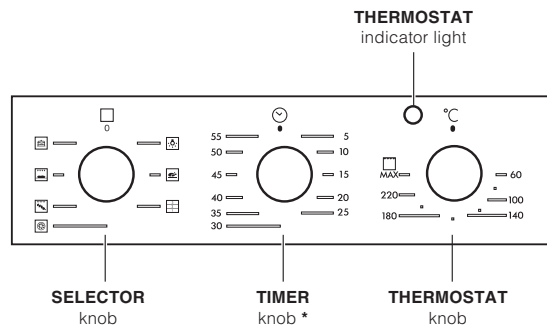 THERMOSTAT
indicator light
°C
0
55 5
50 10
45 15
40 20
35 25
30
MAX 60
220 100
180 140
SELECTOR
knob
TIMER
knob *
THERMOSTAT
knob